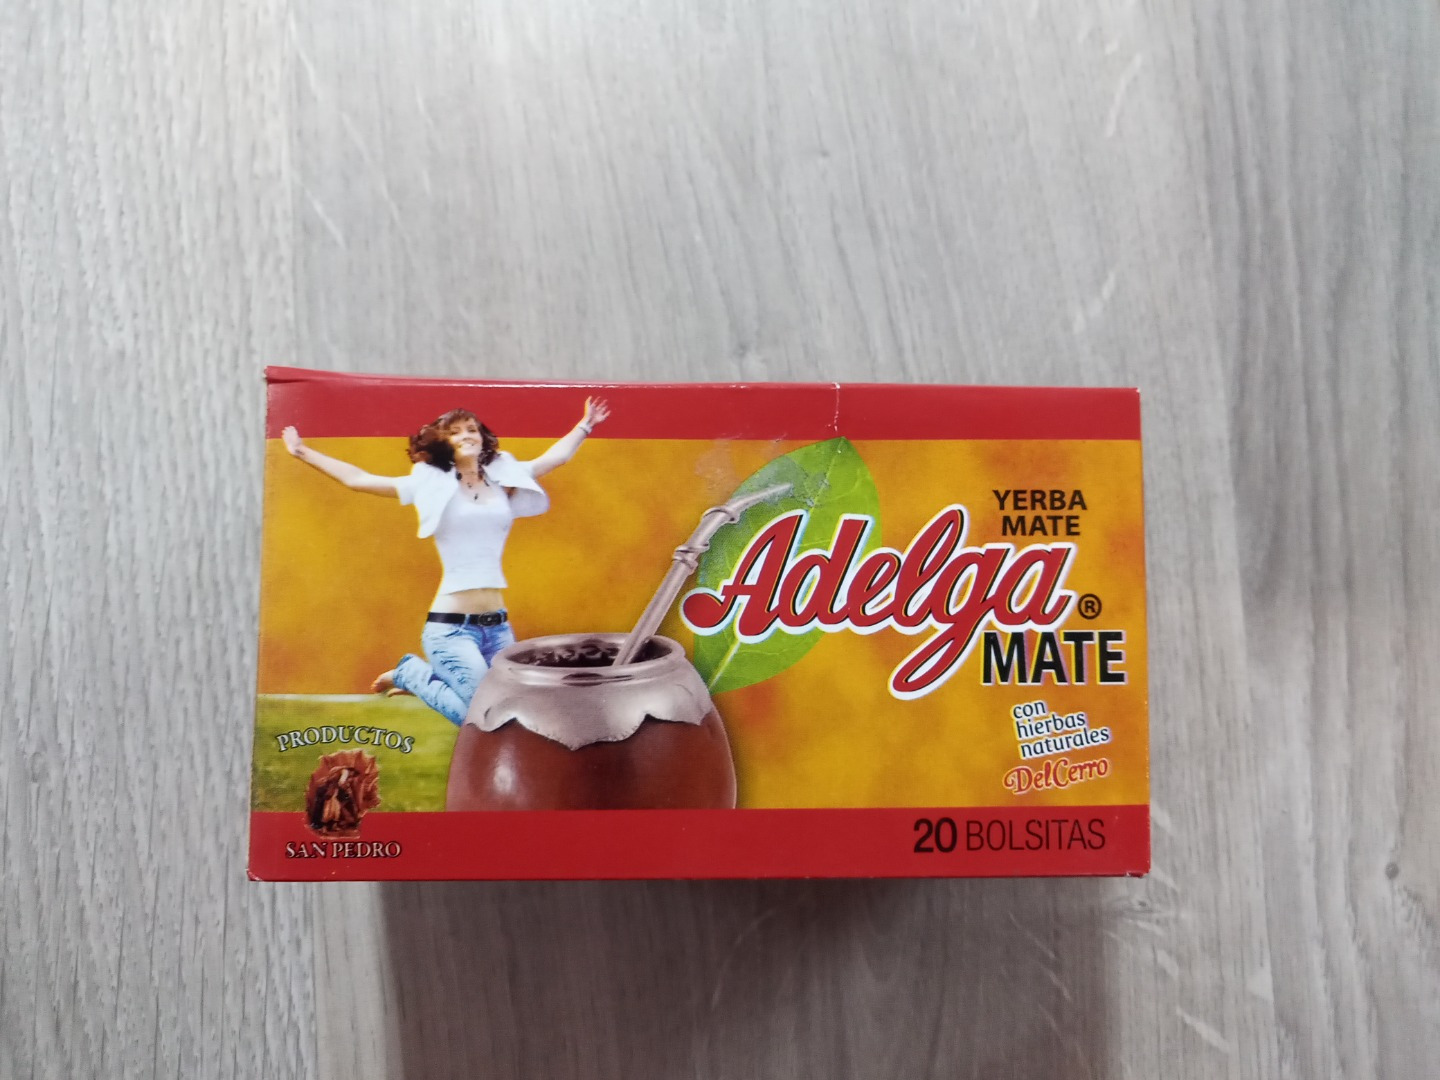 YERBA
MATE
Adelga®
MATE
con
hierbas
naturales
DelCerro
PRODUCTOS
SAN PEDRO
20 BOLSITAS